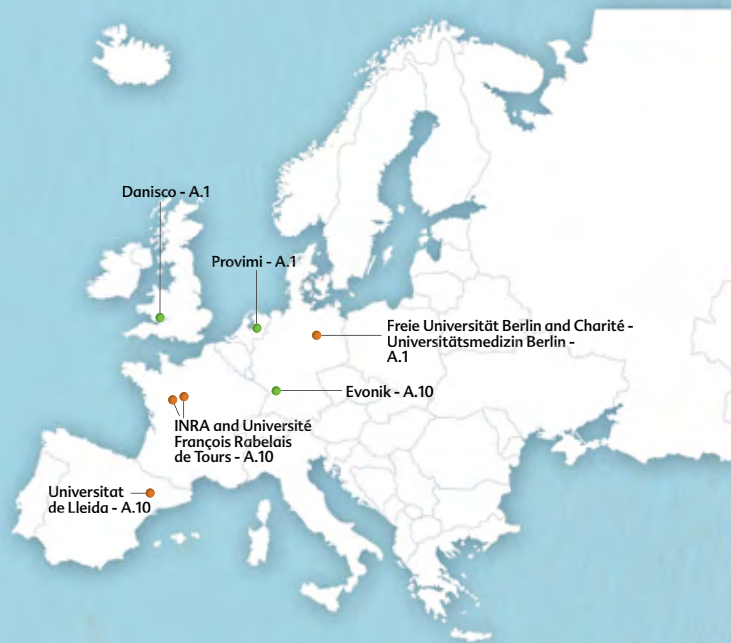 Danisco - A.1
Provimi - A.1
Freie Universität Berlin and Charité -
Universitätsmedizin Berlin -
A.1
Evonik - A.10
INRA and Université
François Rabelais
de Tours - A.10
Universitat
de Lleida - A.10